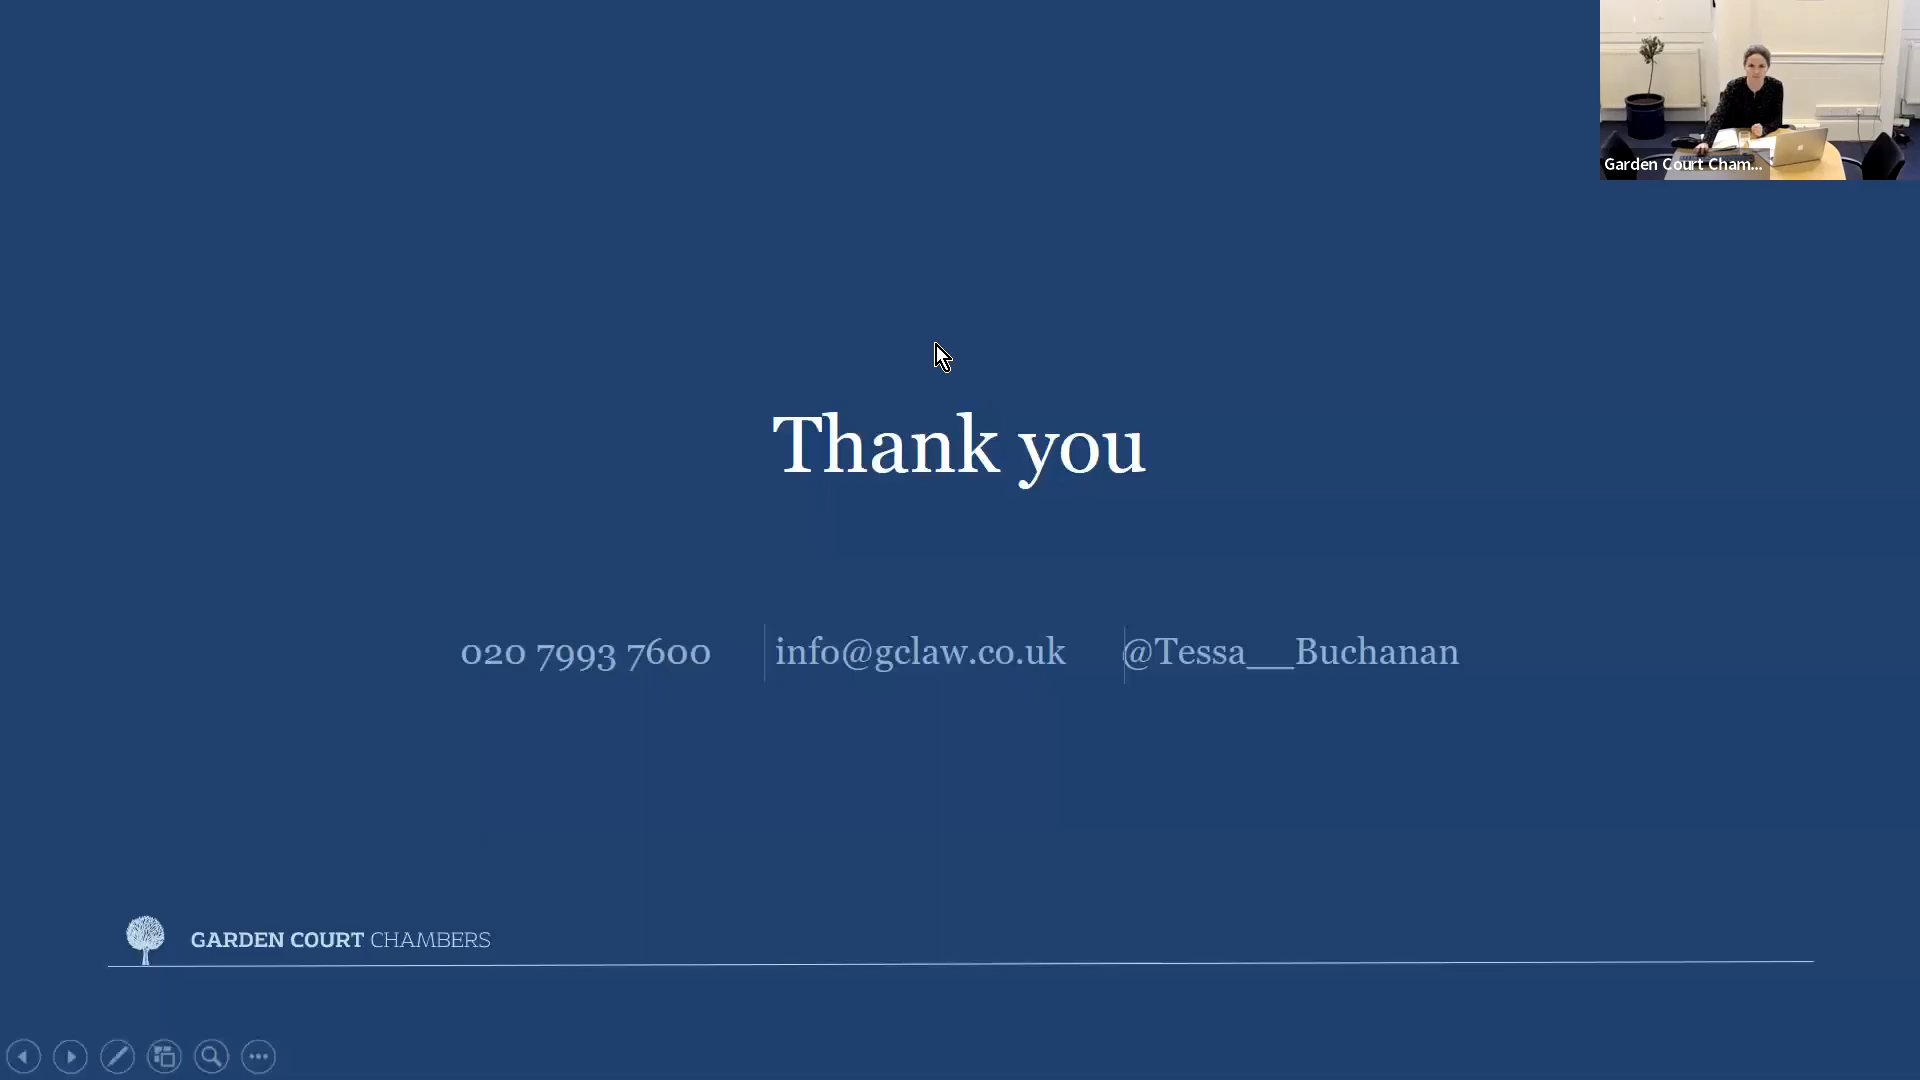 Garden Court Cham...
Thank you
020 7993 7600
info@gclaw.co.uk
@Tessa__Buchanan
GARDEN COURT CHAMBERS